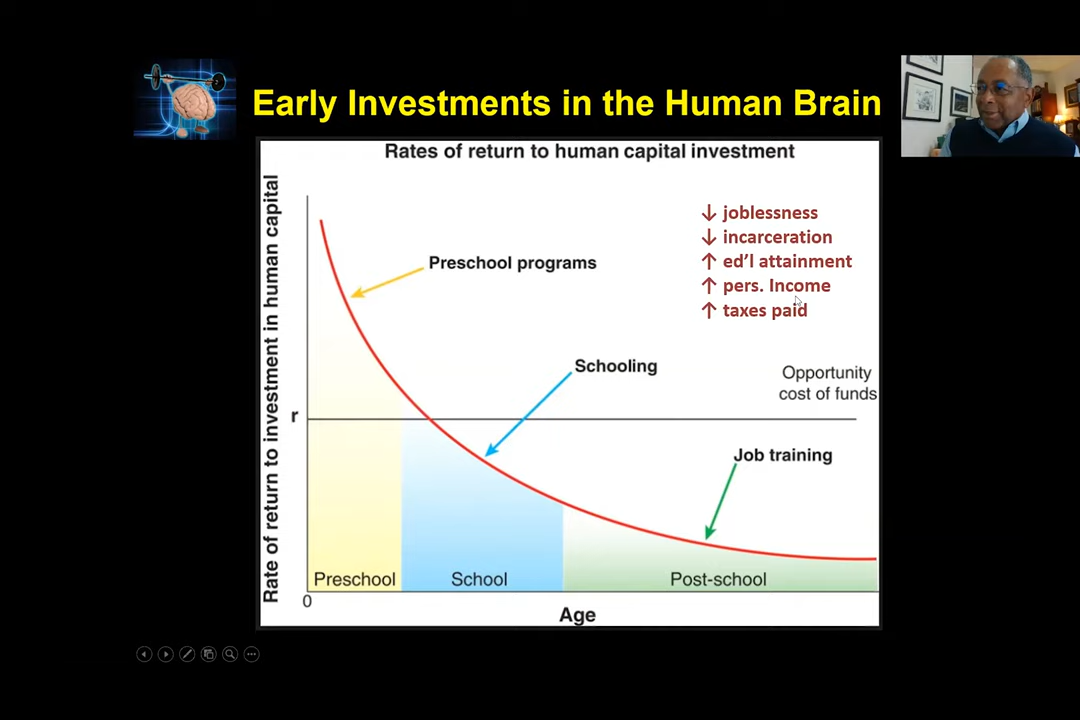 Early Investments in the Human Brain
Rates of return to human capital investment
Rate of return to investment in human capital
↓ joblessness
↓ incarceration
↑ ed'l attainment
↑ pers. Income
↑ taxes paid
Preschool programs
Schooling
Opportunity
cost of funds
r
Job training
Preschool
School
Post-school
0
Age